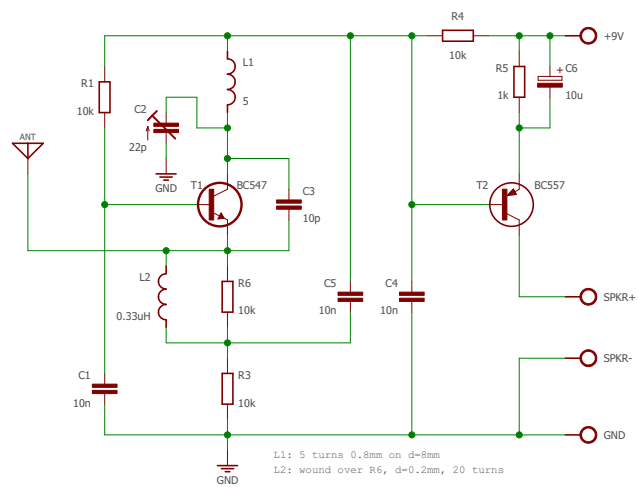 R4
10k
+9V
L1
5
R5
1k
C6
+
10u
R1
10k
C2
22p
GND
ANT
T1
BC547
C3
10p
T2
BC557
L2
0.33uH
R6
10k
C5
10n
C4
10n
SPKR+
SPKR-
C1
10n
R3
10k
GND
GND
L1: 5 turns 0.8mm on d=8mm
L2: wound over R6, d=0.2mm, 20 turns